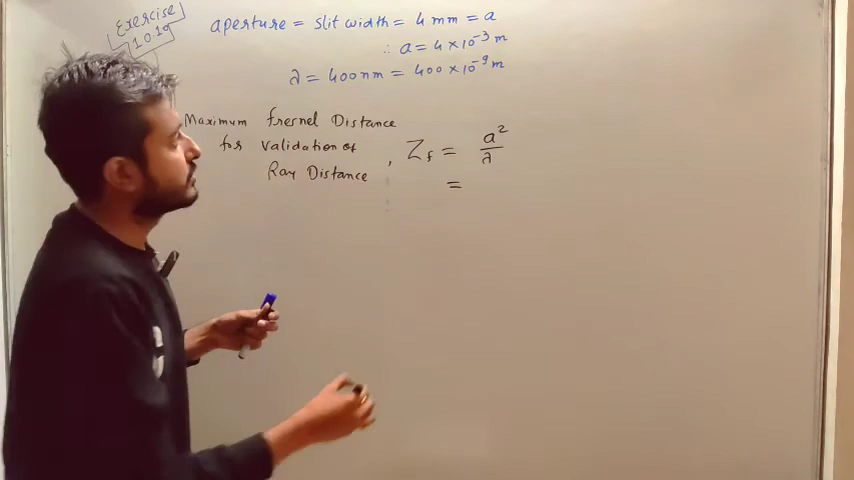 Exercise
10.19
aperture = slit width = 4 mm = a
∴ a = 4 × 10⁻³ m
λ = 400 nm = 400 × 10⁻⁹ m
Maximum fresnel Distance
for validation of
Ray Distance , Z_f = a²/λ
=